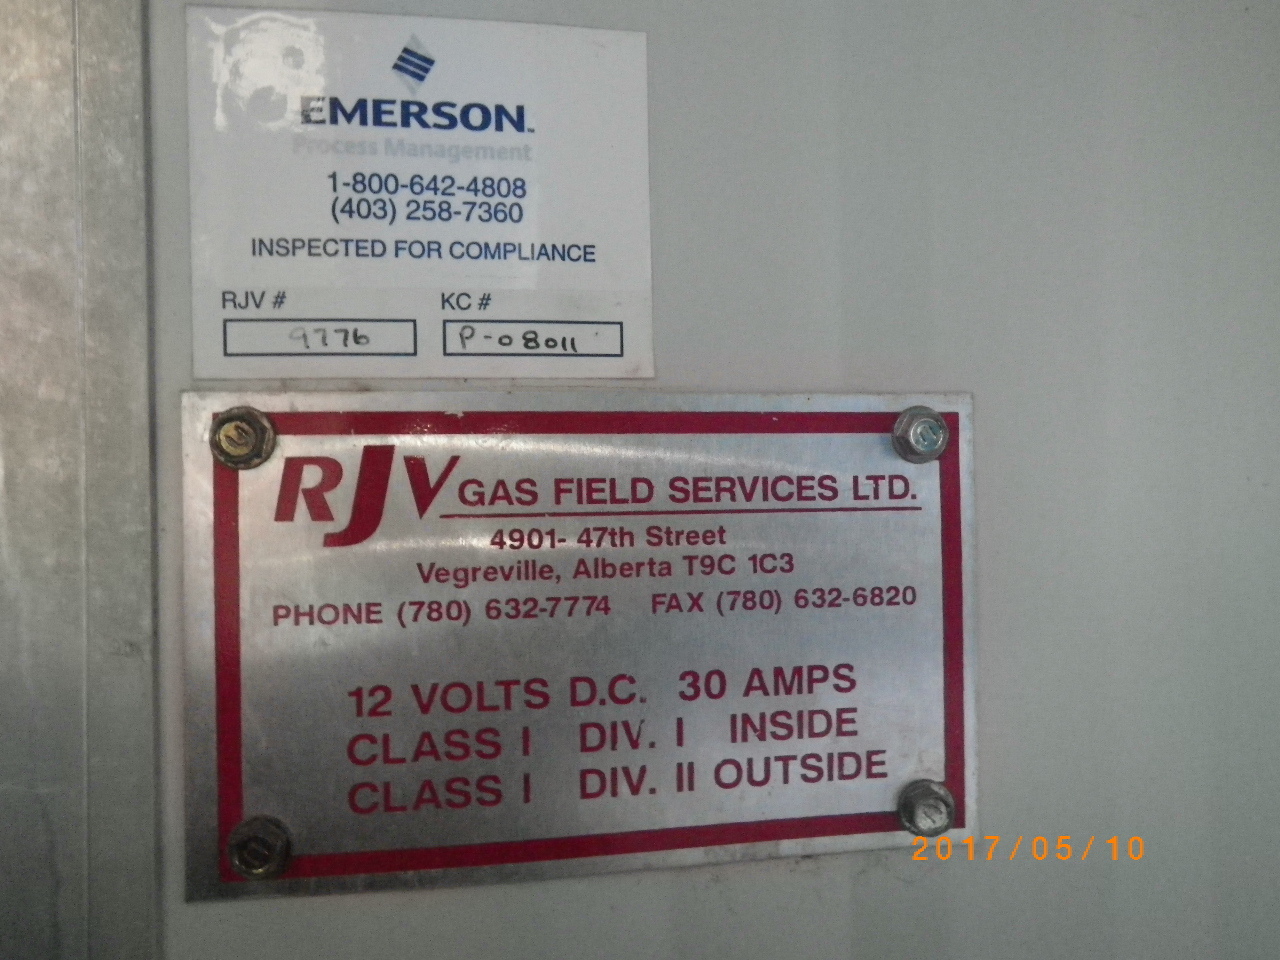 EMERSON™
Process Management
1-800-642-4808
(403) 258-7360
INSPECTED FOR COMPLIANCE
RJV # KC #
9776 P-08011
RJV GAS FIELD SERVICES LTD.
4901- 47th Street
Vegreville, Alberta T9C 1C3
PHONE (780) 632-7774 FAX (780) 632-6820
12 VOLTS D.C. 30 AMPS
CLASS I DIV. I INSIDE
CLASS I DIV. II OUTSIDE
2017/05/10